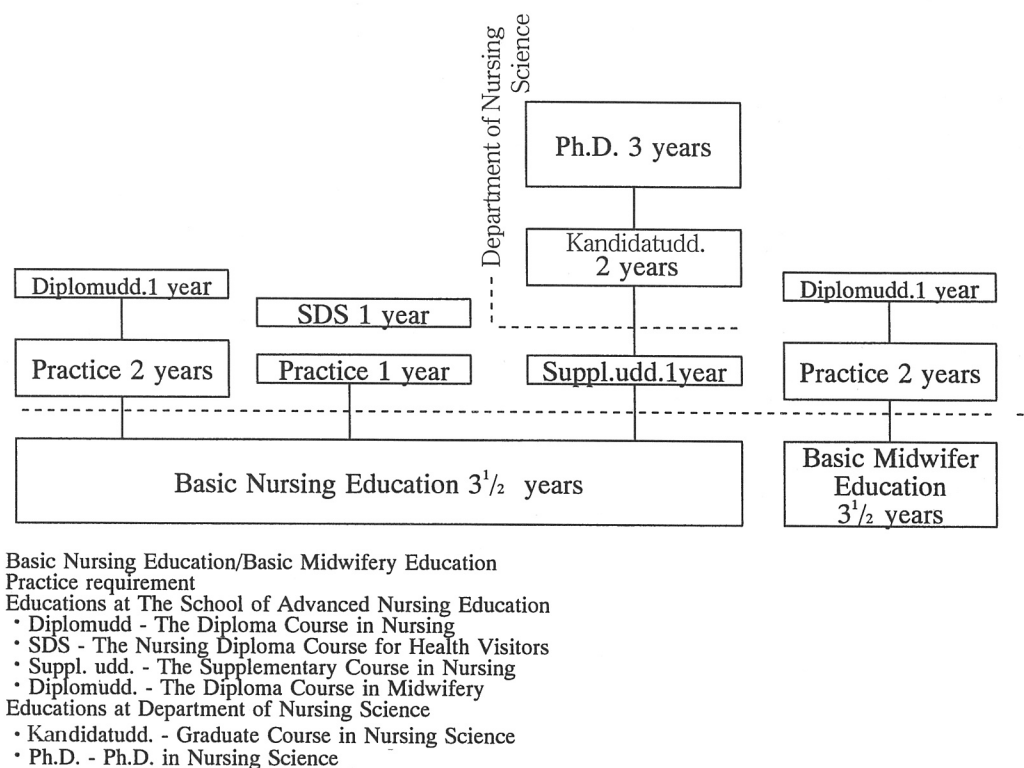 Department of Nursing
Science
Ph.D. 3 years
Kandidatudd.
2 years
Diplomudd.1 year
SDS 1 year
Diplomudd.1 year
Practice 2 years
Practice 1 year
Suppl.udd.1year
Practice 2 years
Basic Nursing Education 3¹/₂ years
Basic Midwifer
Education
3¹/₂ years
Basic Nursing Education/Basic Midwifery Education
Practice requirement
Educations at The School of Advanced Nursing Education
• Diplomudd - The Diploma Course in Nursing
• SDS - The Nursing Diploma Course for Health Visitors
• Suppl. udd. - The Supplementary Course in Nursing
• Diplomudd. - The Diploma Course in Midwifery
Educations at Department of Nursing Science
• Kandidatudd. - Graduate Course in Nursing Science
• Ph.D. - Ph.D. in Nursing Science